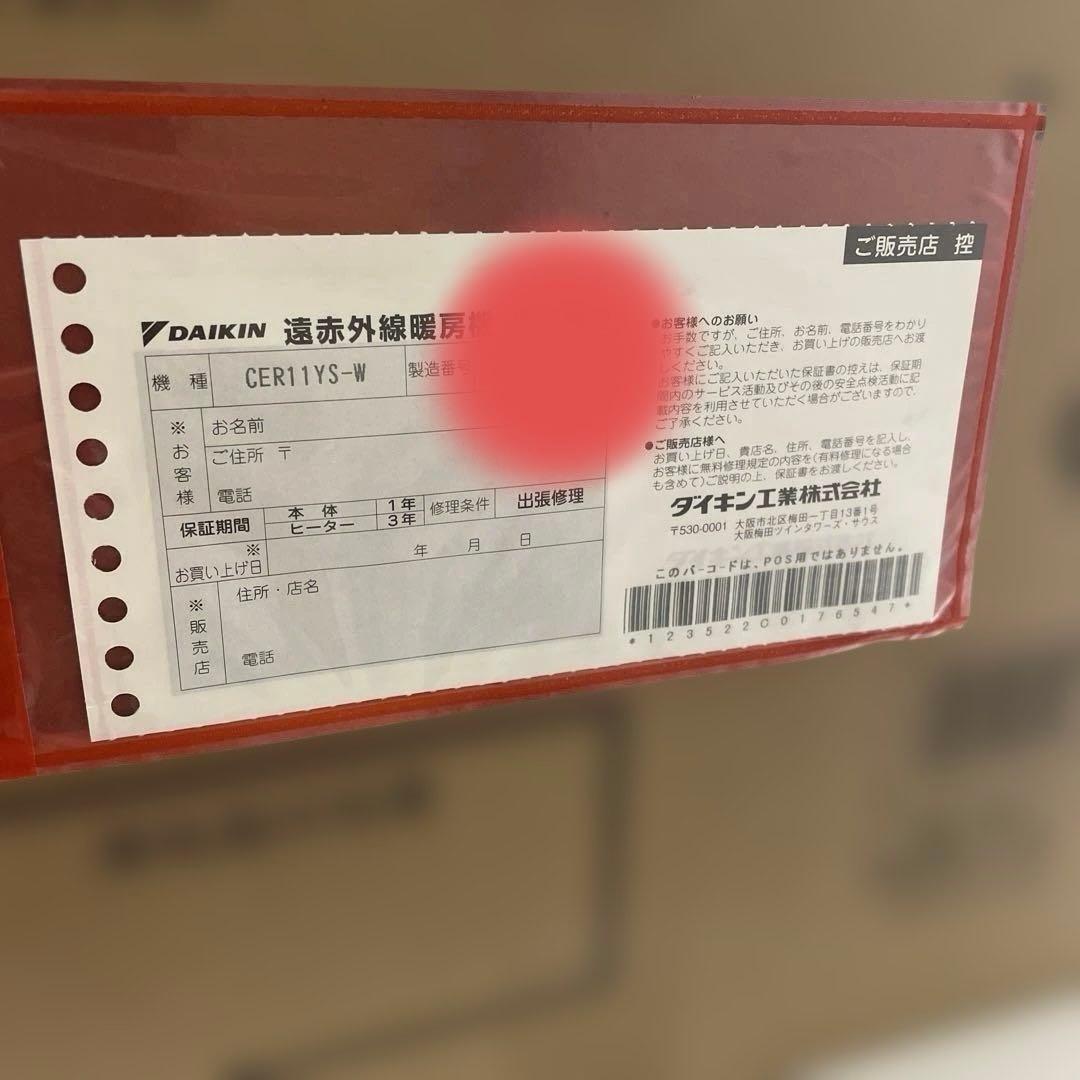 ご販売店 控
DAIKIN 遠赤外線暖房機
機種 CER11YS-W 製造番号
※お客様
お名前
ご住所 〒
電話
保証期間 本体 1年 修理条件 出張修理
ヒーター 3年
※お買い上げ日 年 月 日
※販売店
住所・店名
電話
●お客様へのお願い
お手数ですが、ご住所、お名前、電話番号をわかり
やすくご記入いただき、お買い上げの販売店へお渡
しください。
お客様にご記入いただいた保証書の控えは、保証期
間内のサービス活動及びその後の安全点検活動に記
載内容を利用させていただく場合がございますので、
ご了承ください。
●ご販売店様へ
お買い上げ日、貴店名、住所、電話番号を記入し、
お客様に無料修理規定の内容を(有料修理になる場合
も含めて)ご説明の上、保証書をお渡しください。
ダイキン工業株式会社
〒530-0001 大阪市北区梅田一丁目13番1号
大阪梅田ツインタワーズ・サウス
このバーコードは、POS用ではありません。
*123522C0176547*